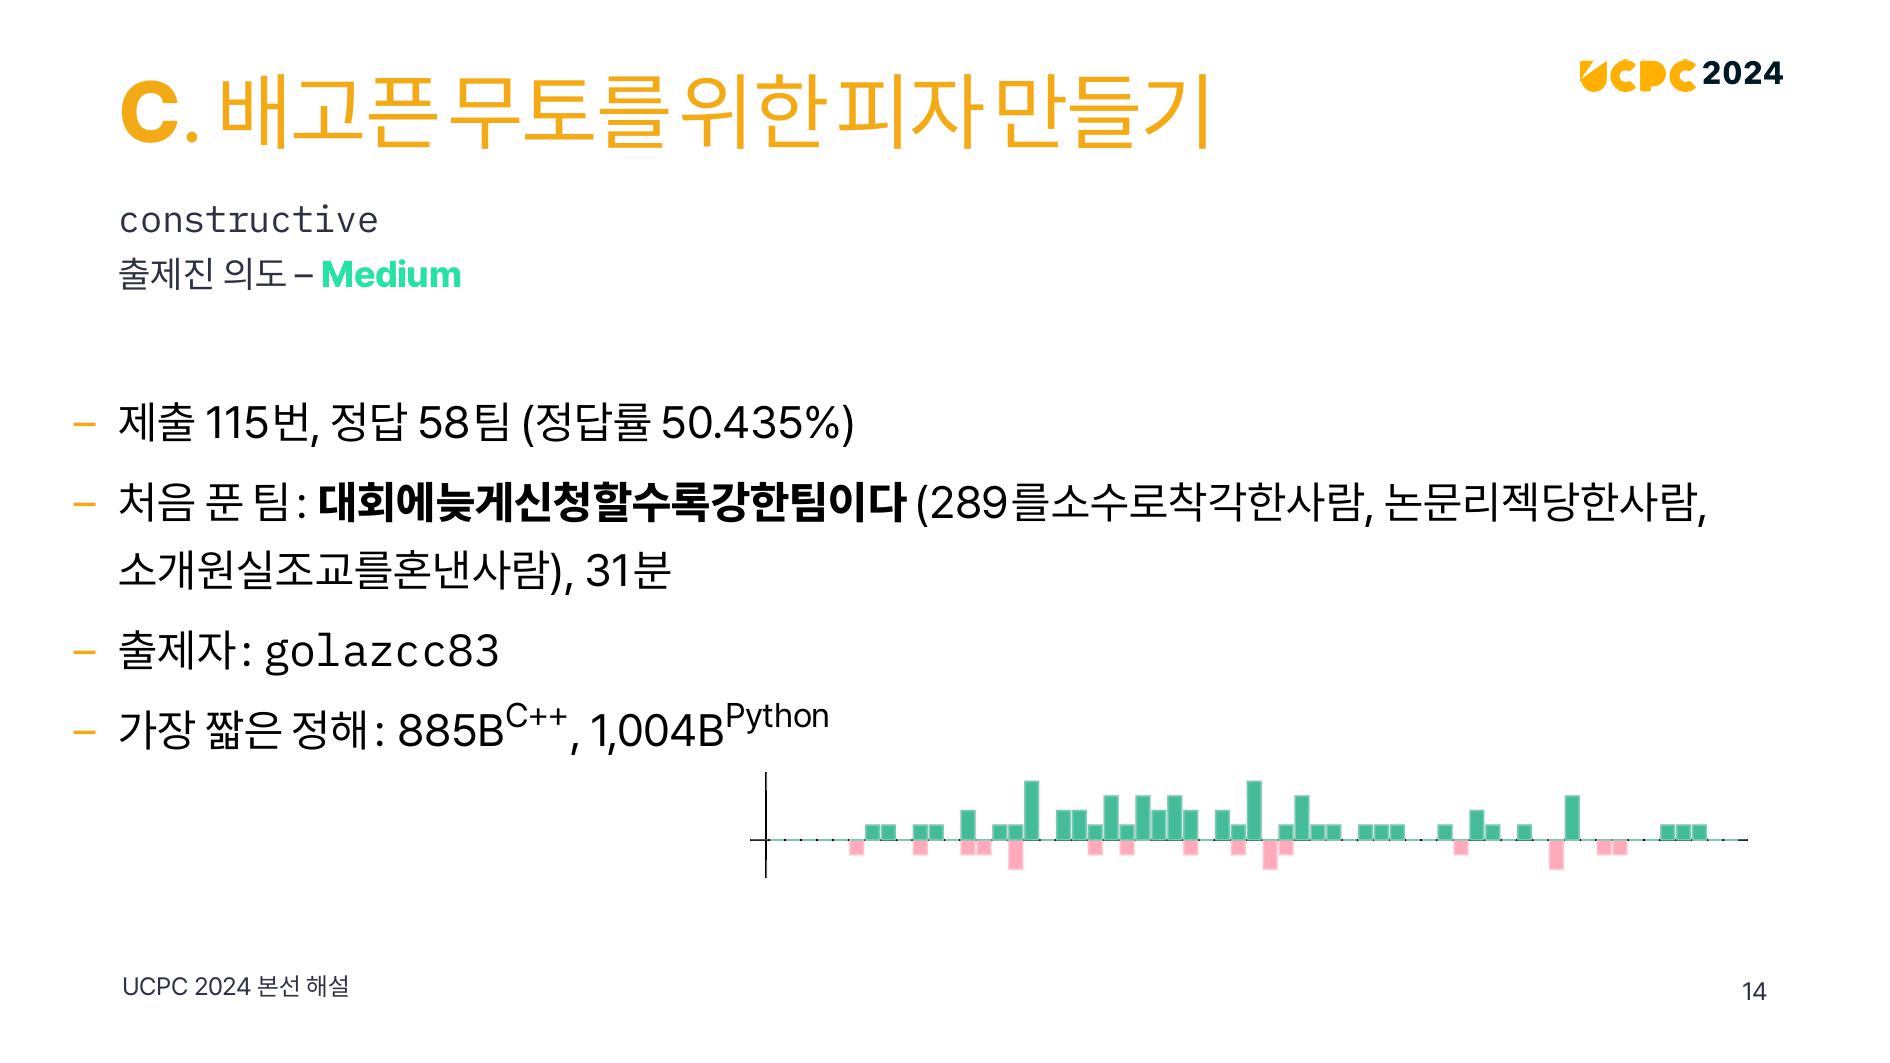 C. 배고픈 무토를 위한 피자 만들기
UCPC 2024
constructive
출제진 의도 – Medium
– 제출 115번, 정답 58팀 (정답률 50.435%)
– 처음 푼 팀: 대회에늦게신청할수록강한팀이다 (289를소수로착각한사람, 논문리젝당한사람,
소개원실조교를혼낸사람), 31분
– 출제자: golazcc83
– 가장 짧은 정해: 885B^C++, 1,004B^Python
UCPC 2024 본선 해설
14